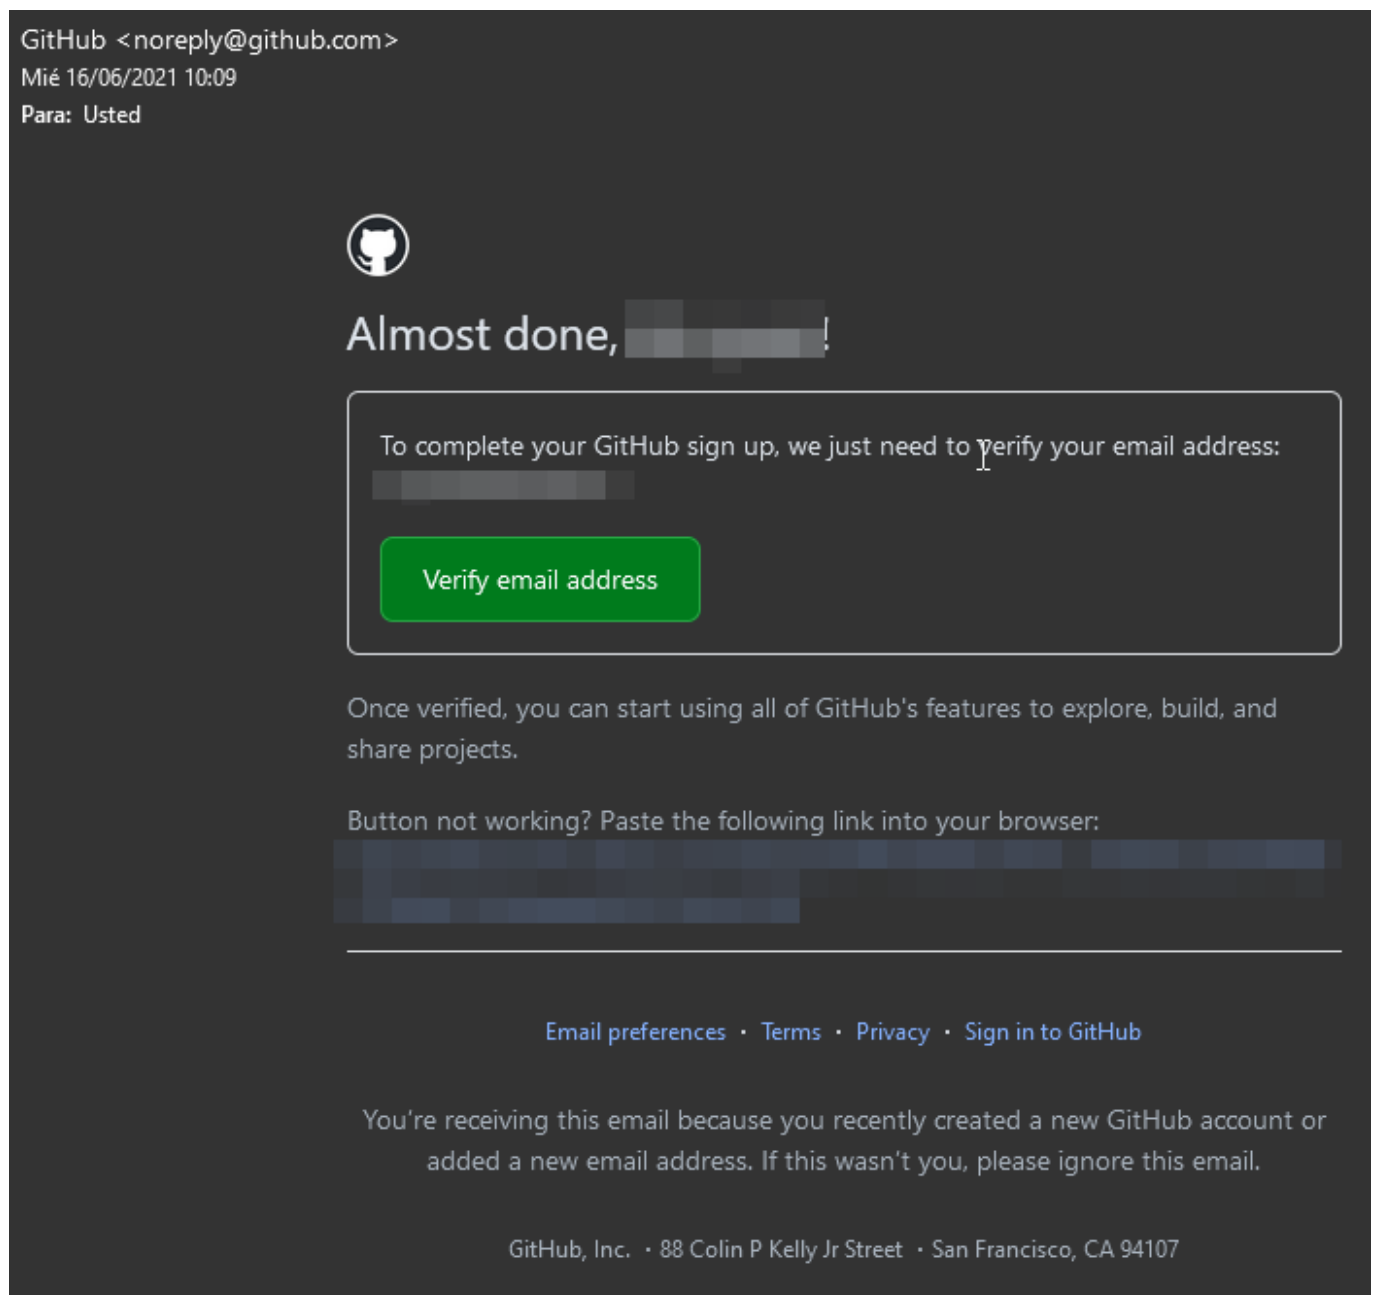 GitHub <noreply@github.com>
Mié 16/06/2021 10:09
Para: Usted
Almost done, !
To complete your GitHub sign up, we just need to verify your email address:
Verify email address
Once verified, you can start using all of GitHub's features to explore, build, and
share projects.
Button not working? Paste the following link into your browser:
Email preferences · Terms · Privacy · Sign in to GitHub
You're receiving this email because you recently created a new GitHub account or
added a new email address. If this wasn't you, please ignore this email.
GitHub, Inc. · 88 Colin P Kelly Jr Street · San Francisco, CA 94107